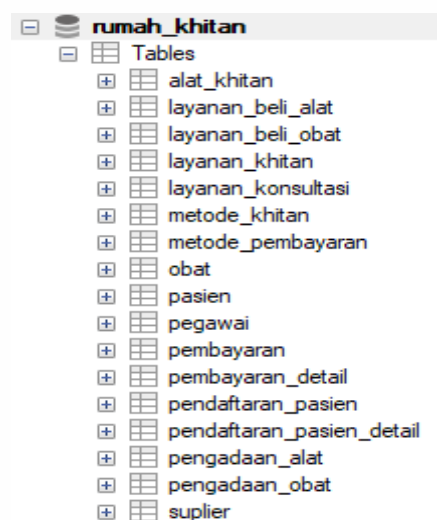 rumah_khitan
Tables
alat_khitan
layanan_beli_alat
layanan_beli_obat
layanan_khitan
layanan_konsultasi
metode_khitan
metode_pembayaran
obat
pasien
pegawai
pembayaran
pembayaran_detail
pendaftaran_pasien
pendaftaran_pasien_detail
pengadaan_alat
pengadaan_obat
suplier